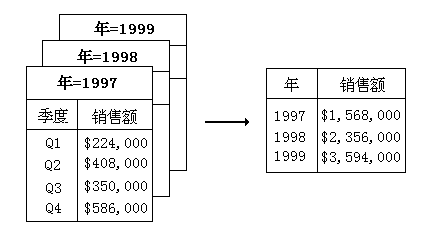 年=1999
年=1998
年=1997
季度 销售额
Q1 $224,000
Q2 $408,000
Q3 $350,000
Q4 $586,000
年 销售额
1997 $1,568,000
1998 $2,356,000
1999 $3,594,000